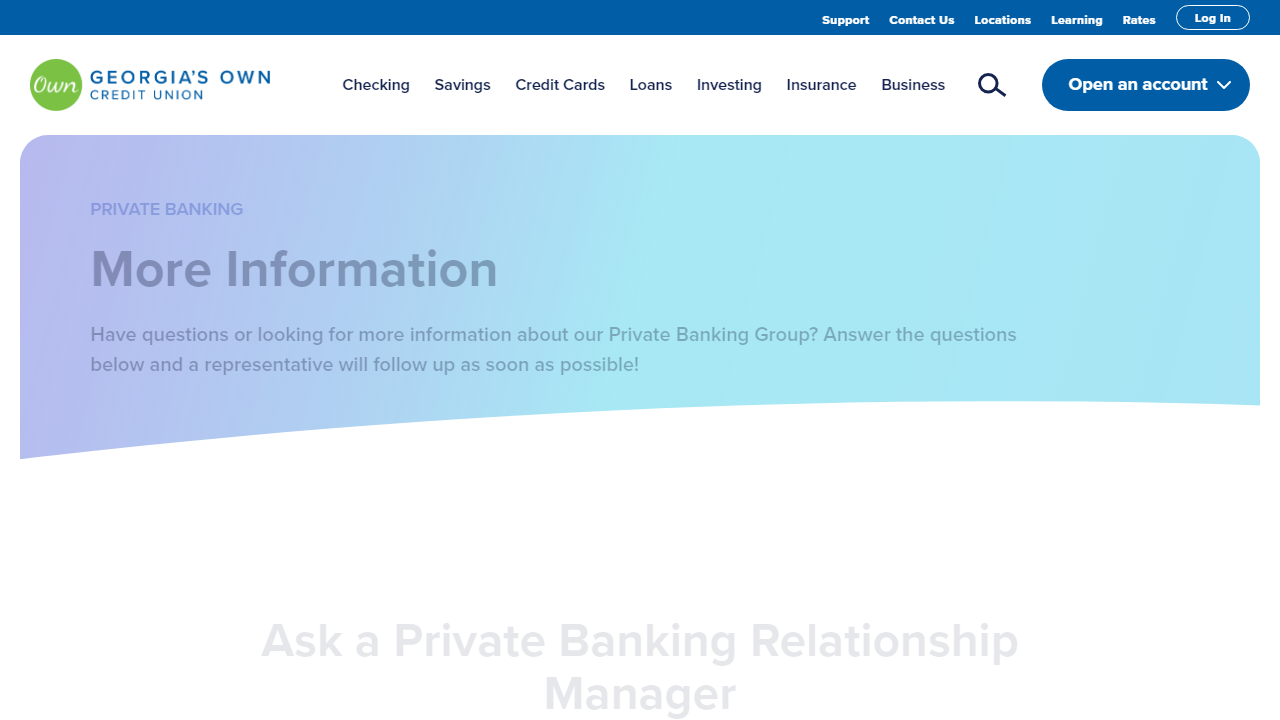 Support Contact Us Locations Learning Rates Log In
Own GEORGIA'S OWN
CREDIT UNION
Checking Savings Credit Cards Loans Investing Insurance Business Open an account
PRIVATE BANKING
More Information
Have questions or looking for more information about our Private Banking Group? Answer the questions
below and a representative will follow up as soon as possible!
Ask a Private Banking Relationship
Manager